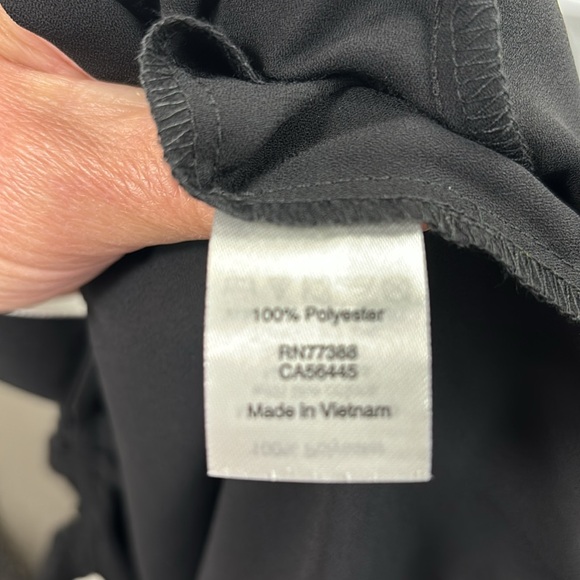 100% Polyester
RN77388
CA56445
Made in Vietnam